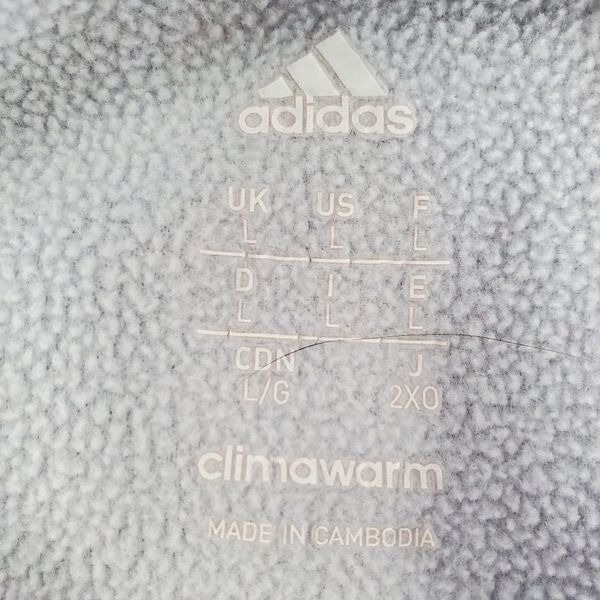 adidas
UK US F
L L L
D I E
L L L
CDN J
L/G 2XO
climawarm
MADE IN CAMBODIA